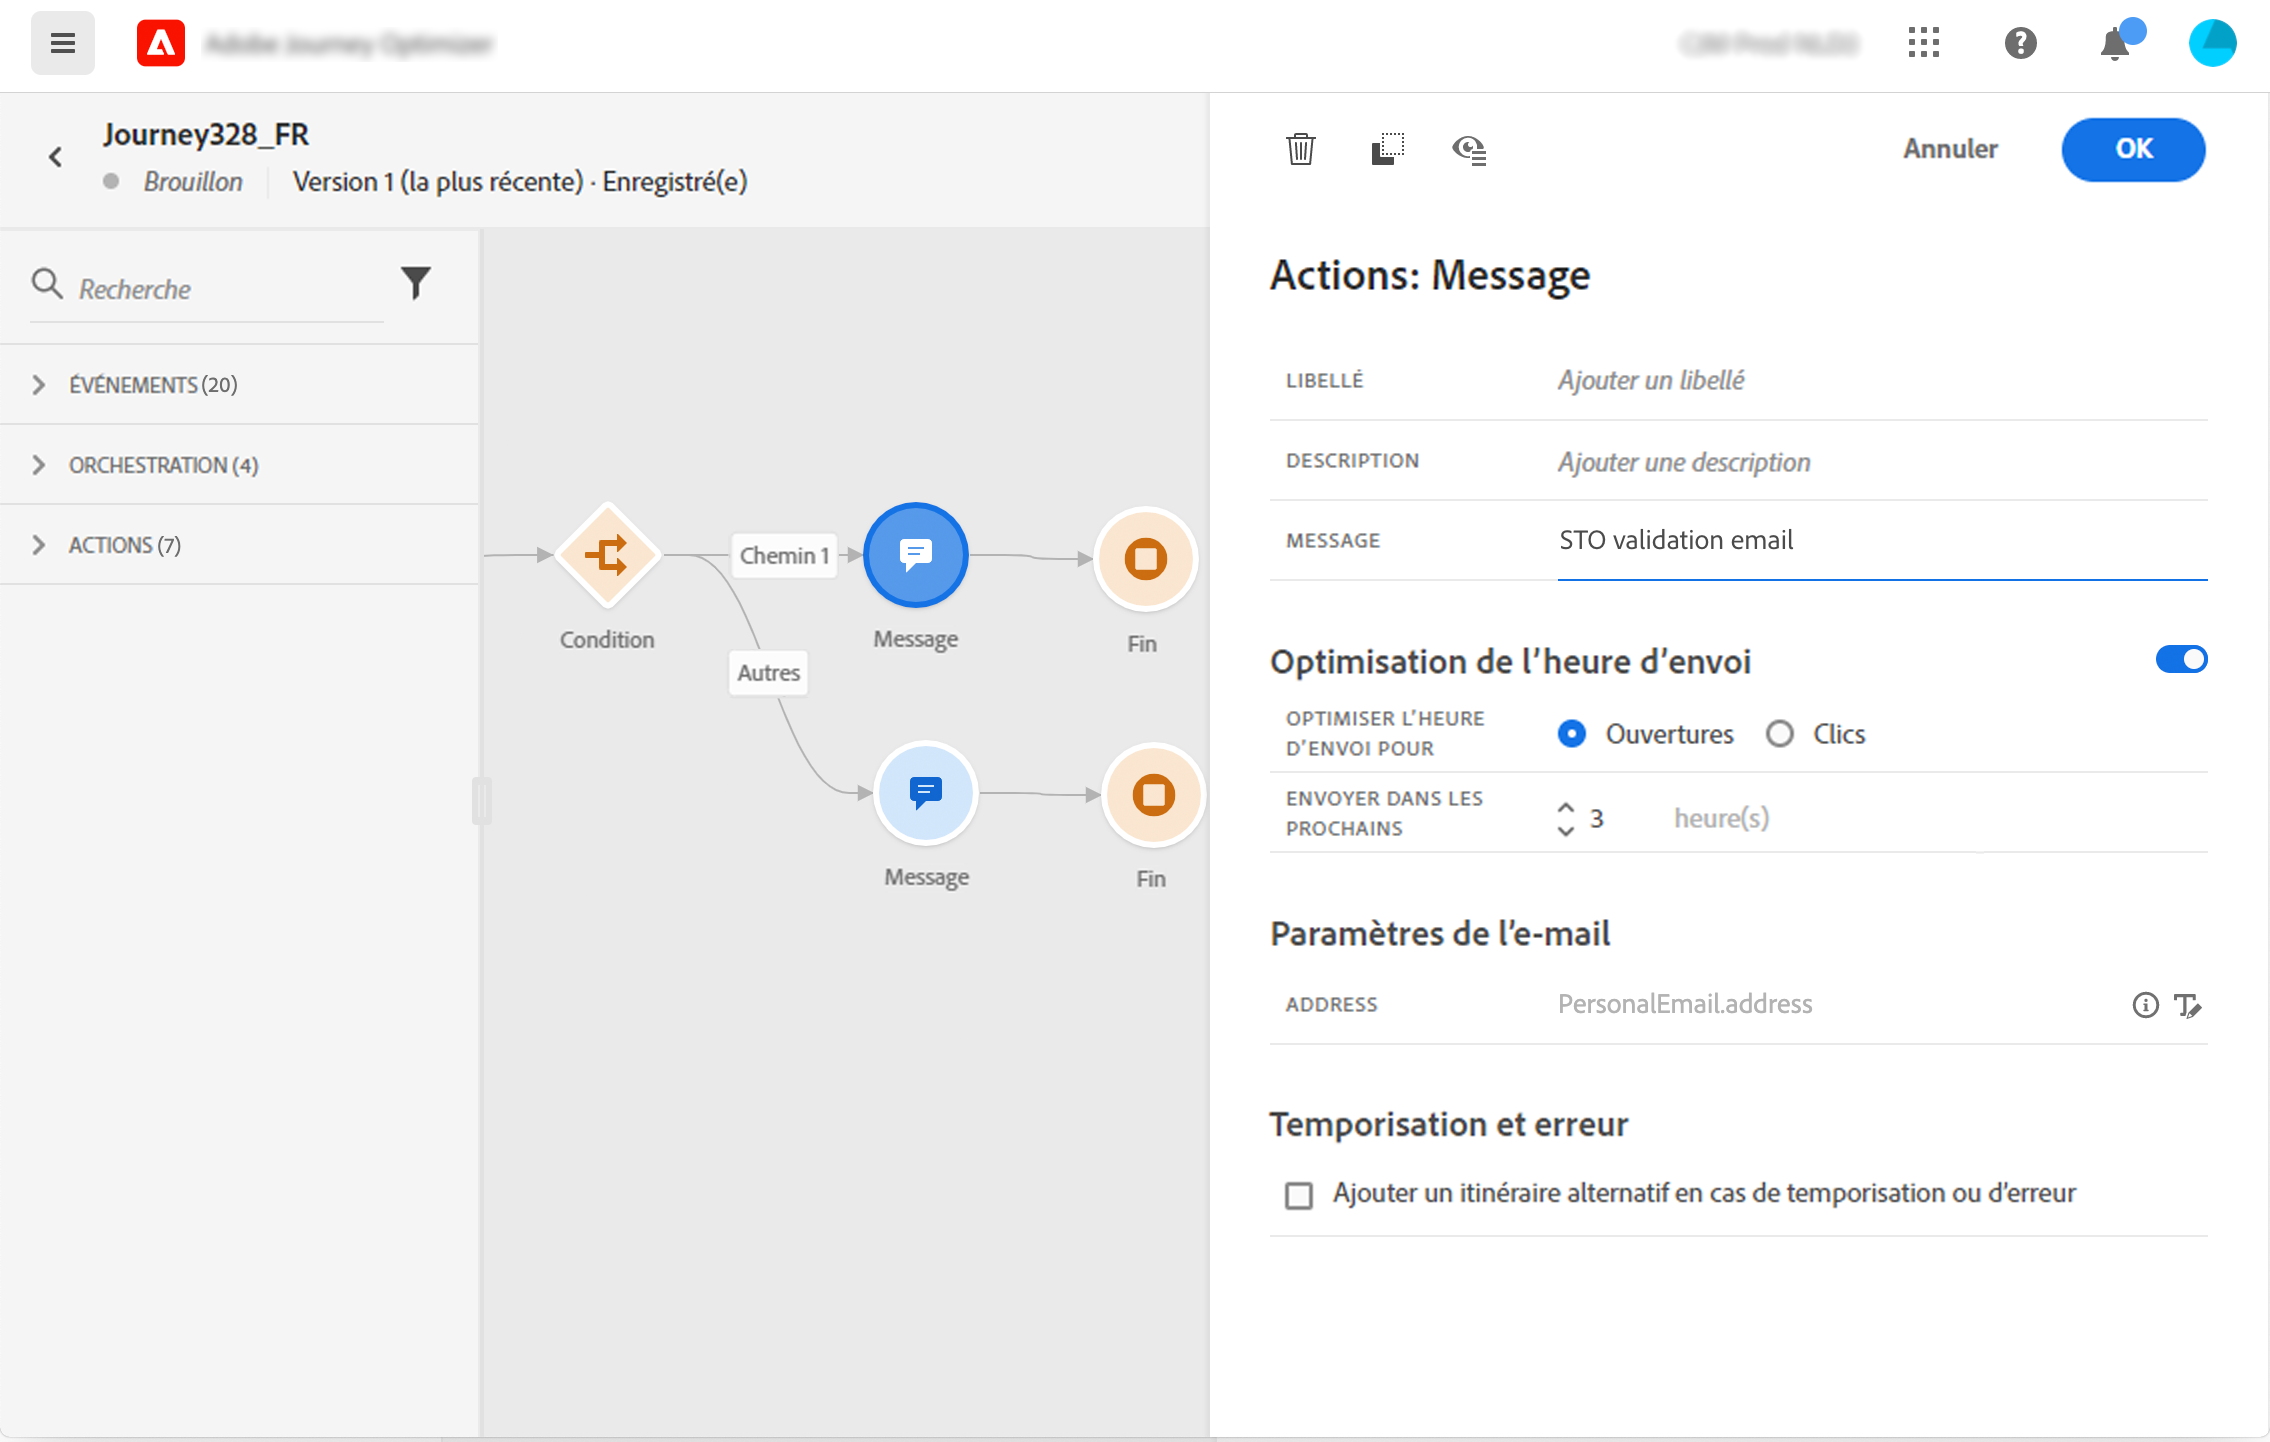 Adobe Journey Optimizer
Journey328_FR
Brouillon
Version 1 (la plus récente) · Enregistré(e)
Recherche
ÉVÉNEMENTS (20)
ORCHESTRATION (4)
ACTIONS (7)
Condition
Chemin 1
Message
Fin
Autres
Message
Fin
Annuler
OK
Actions: Message
LIBELLÉ
Ajouter un libellé
DESCRIPTION
Ajouter une description
MESSAGE
STO validation email
Optimisation de l’heure d’envoi
OPTIMISER L’HEURE
D’ENVOI POUR
Ouvertures
Clics
ENVOYER DANS LES
PROCHAINS
3
heure(s)
Paramètres de l’e-mail
ADDRESS
PersonalEmail.address
Temporisation et erreur
Ajouter un itinéraire alternatif en cas de temporisation ou d’erreur